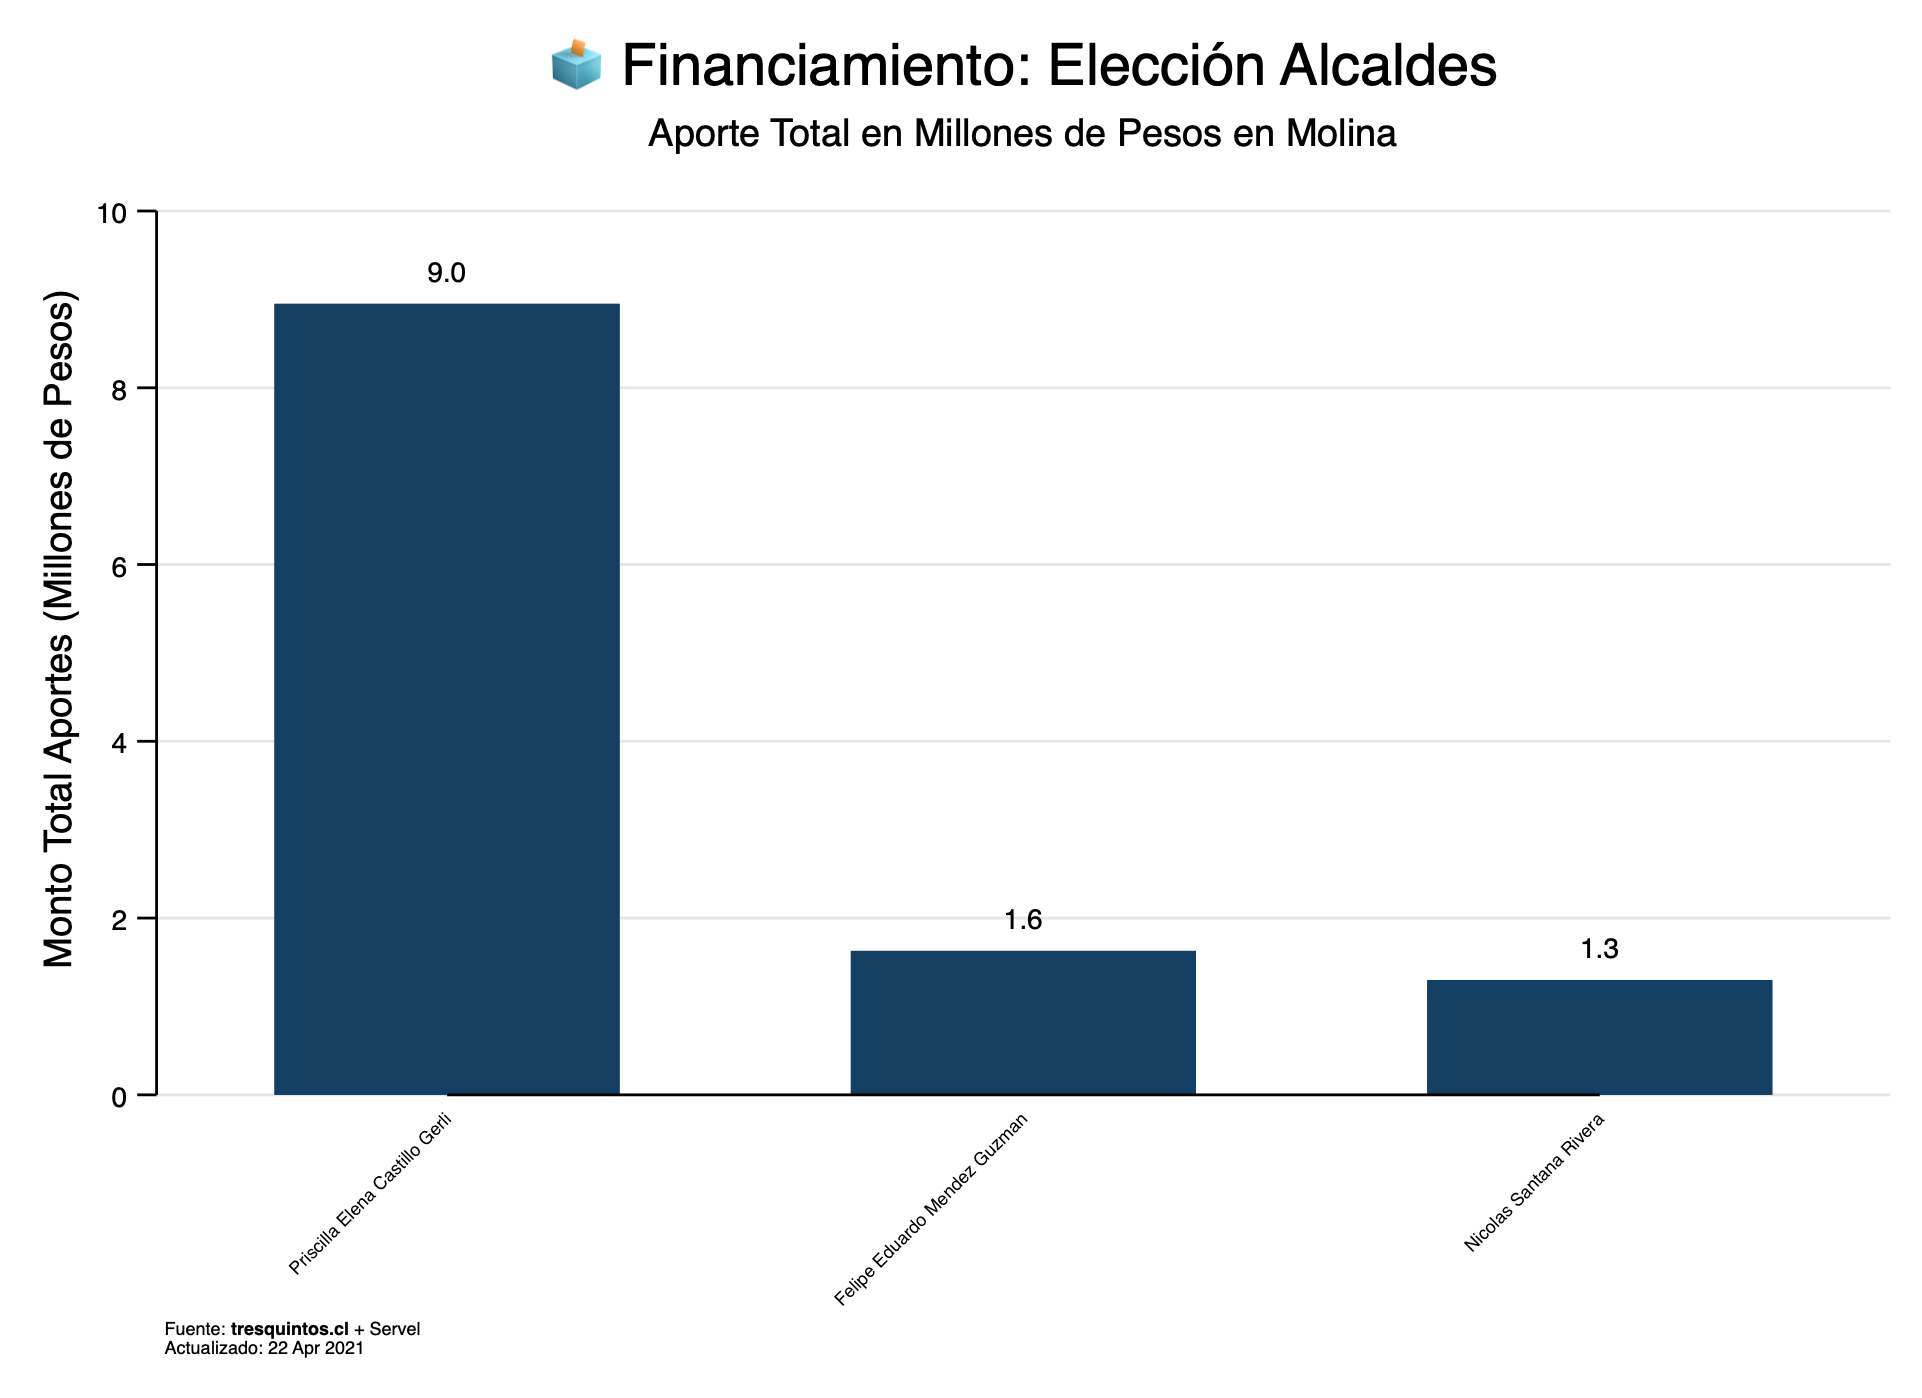 Financiamiento: Elección Alcaldes
Aporte Total en Millones de Pesos en Molina
Monto Total Aportes (Millones de Pesos)
10
8
6
4
2
0
9.0
1.6
1.3
Priscilla Elena Castillo Gerli
Felipe Eduardo Mendez Guzman
Nicolas Santana Rivera
Fuente: tresquintos.cl + Servel
Actualizado: 22 Apr 2021